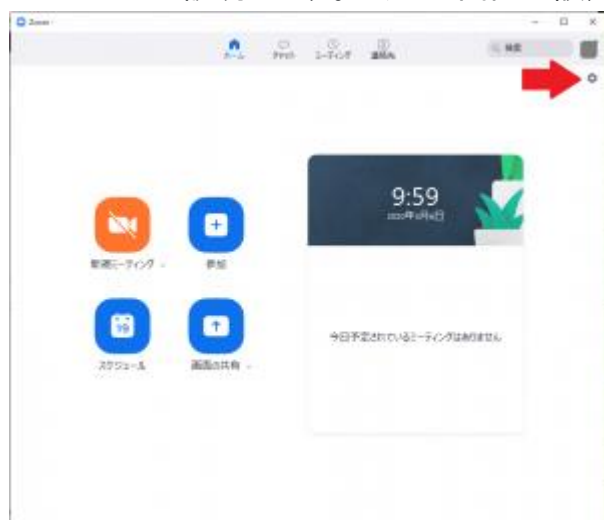 Zoom
ホーム
チャット
ミーティング
連絡先
検索
9:59
新規ミーティング
参加
19
スケジュール
画面の共有
今日予定されているミーティングはありません